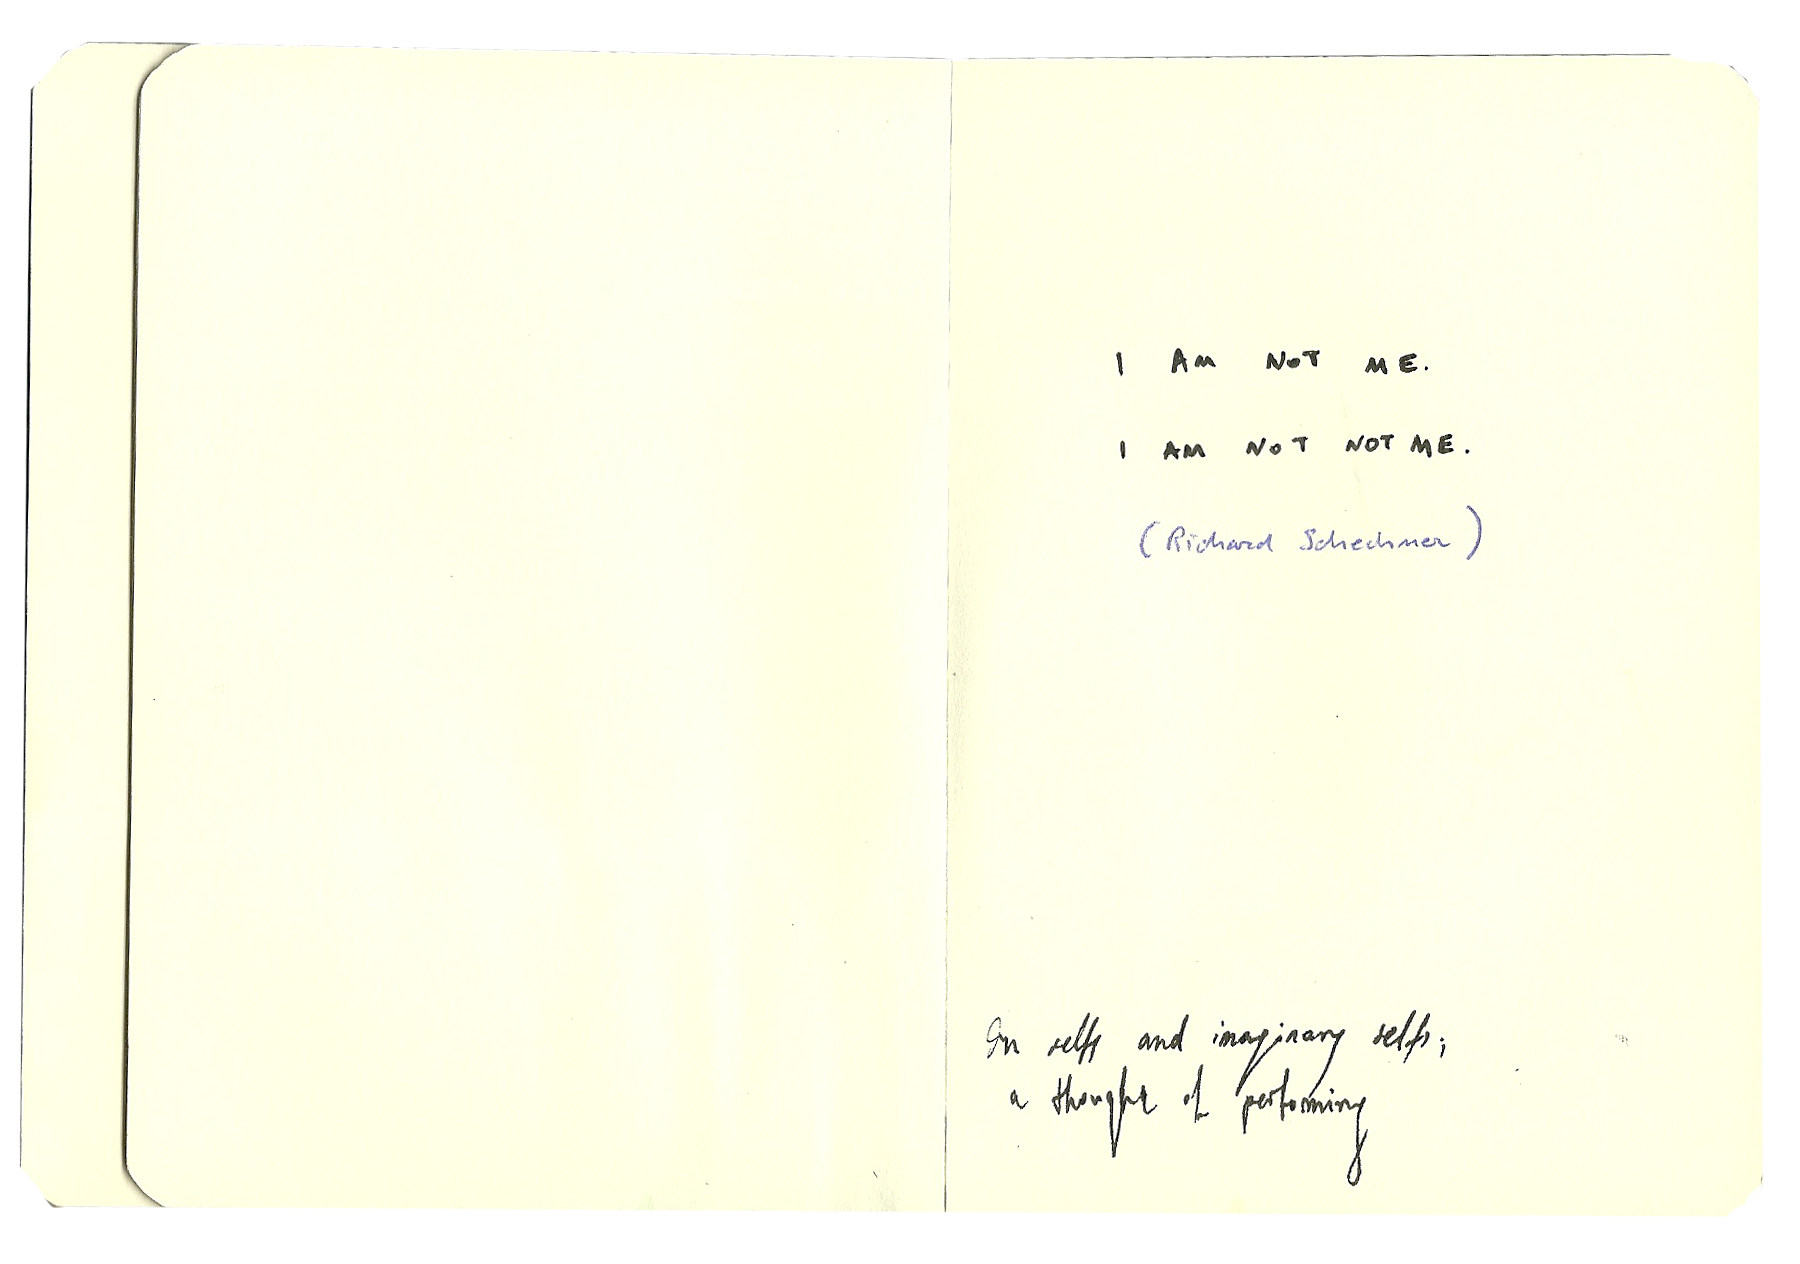 I AM NOT ME.
I AM NOT NOT ME.
(Richard Schechner)
On selfs and imaginary selfs;
a thought of performing